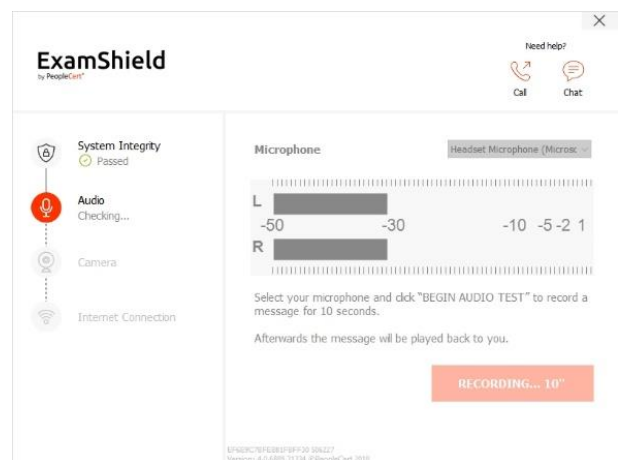 Need help?
ExamShield
by PeopleCert
Call Chat
System Integrity
Passed
Audio
Checking...
Camera
Internet Connection
Microphone
Headset Microphone (Microsc
L
-50 -30 -10 -5 -2 1
R
Select your microphone and click "BEGIN AUDIO TEST" to record a
message for 10 seconds.
Afterwards the message will be played back to you.
RECORDING... 10"